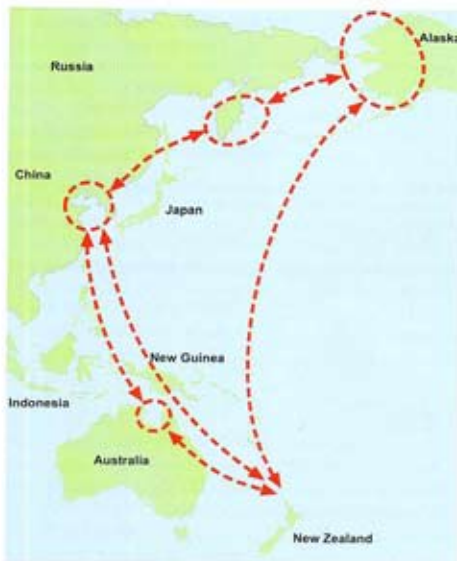 Alaska
Russia
China
Japan
New Guinea
Indonesia
Australia
New Zealand